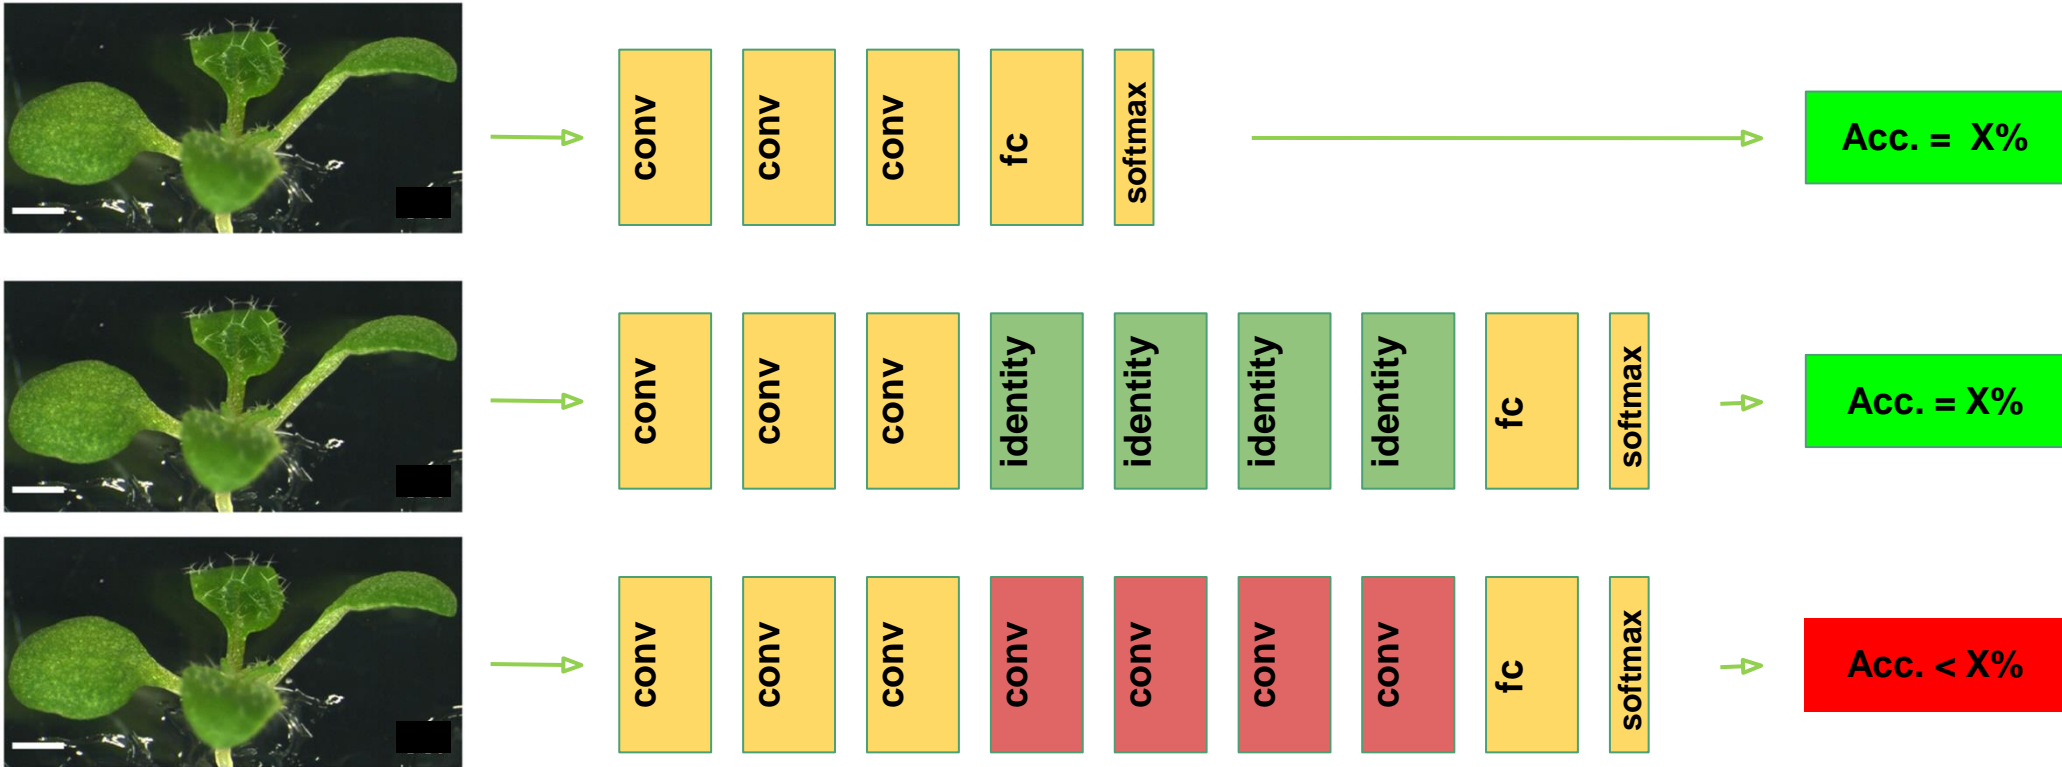 conv
conv
conv
fc
softmax
Acc. =  X%
conv
conv
conv
identity
identity
identity
identity
fc
softmax
Acc. = X%
conv
conv
conv
conv
conv
conv
conv
fc
softmax
Acc. < X%